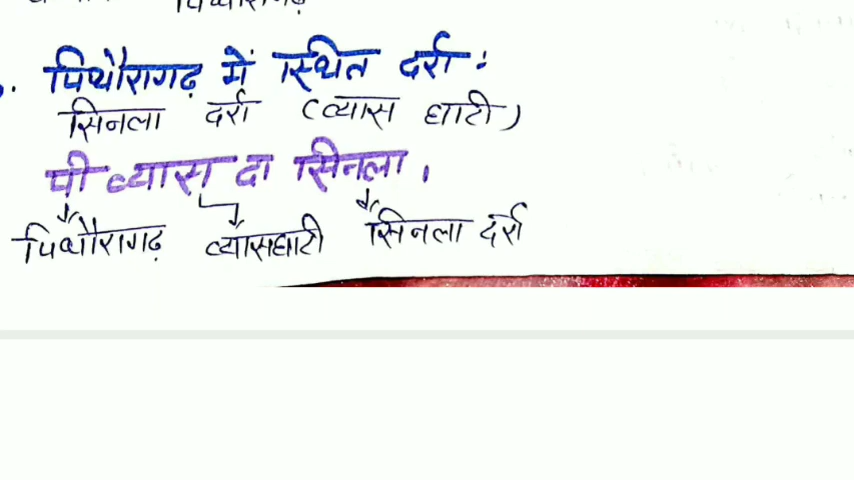 पिथौरागढ़ में स्थित दर्रा :
सिनला दर्रा (व्यास घाटी)
पी व्यास दा सिनला ।
पिथौरागढ़ व्यासघाटी सिनला दर्रा